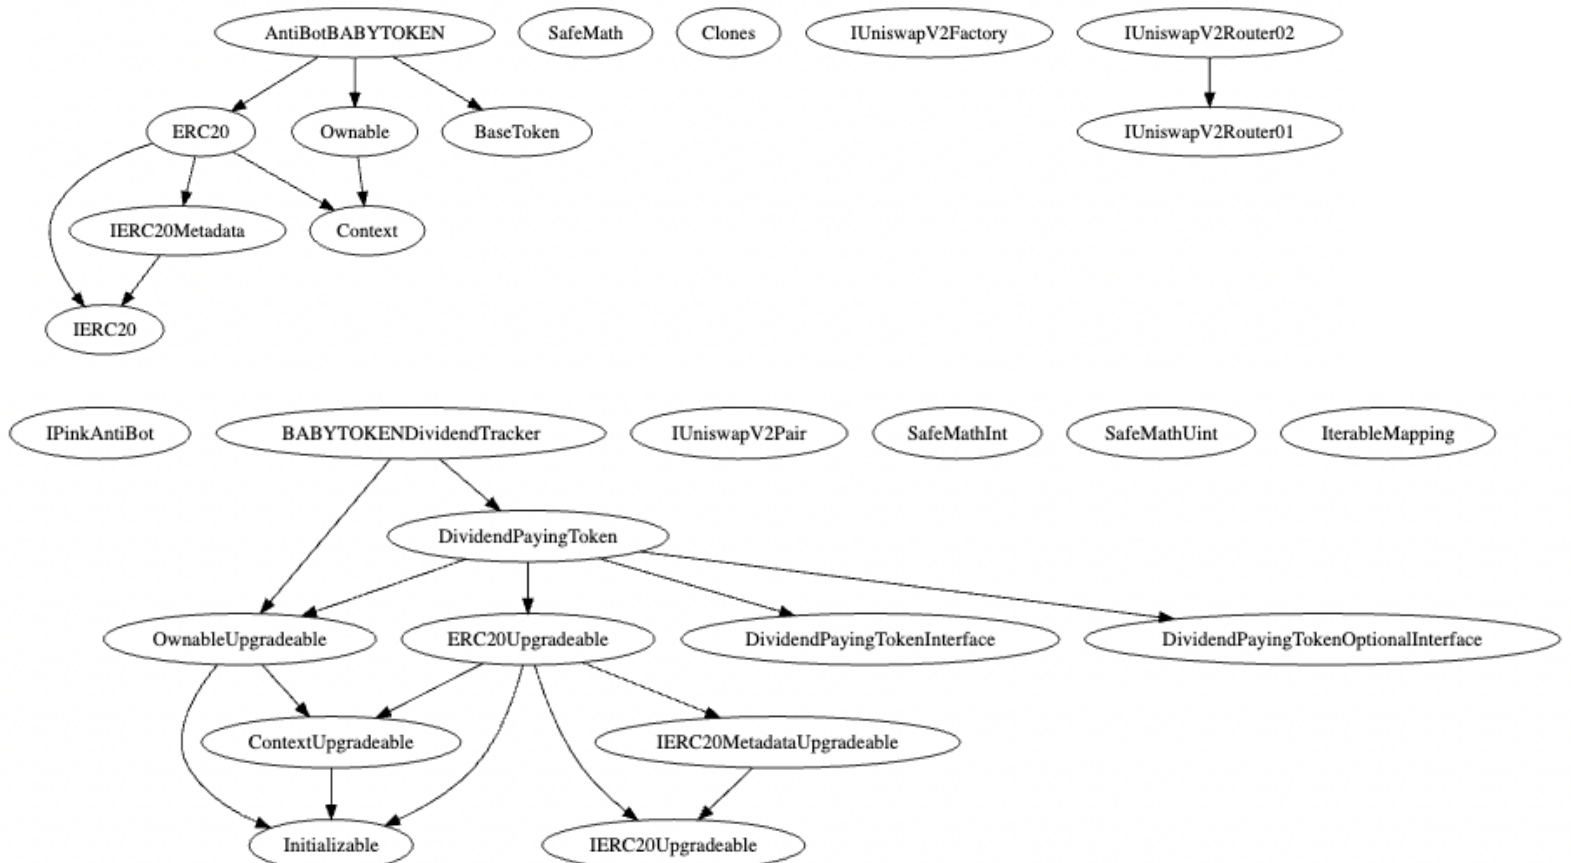 AntiBotBABYTOKEN
SafeMath
Clones
IUniswapV2Factory
IUniswapV2Router02
ERC20
Ownable
BaseToken
IUniswapV2Router01
IERC20Metadata
Context
IERC20
IPinkAntiBot
BABYTOKENDividendTracker
IUniswapV2Pair
SafeMathInt
SafeMathUint
IterableMapping
DividendPayingToken
OwnableUpgradeable
ERC20Upgradeable
DividendPayingTokenInterface
DividendPayingTokenOptionalInterface
ContextUpgradeable
IERC20MetadataUpgradeable
Initializable
IERC20Upgradeable